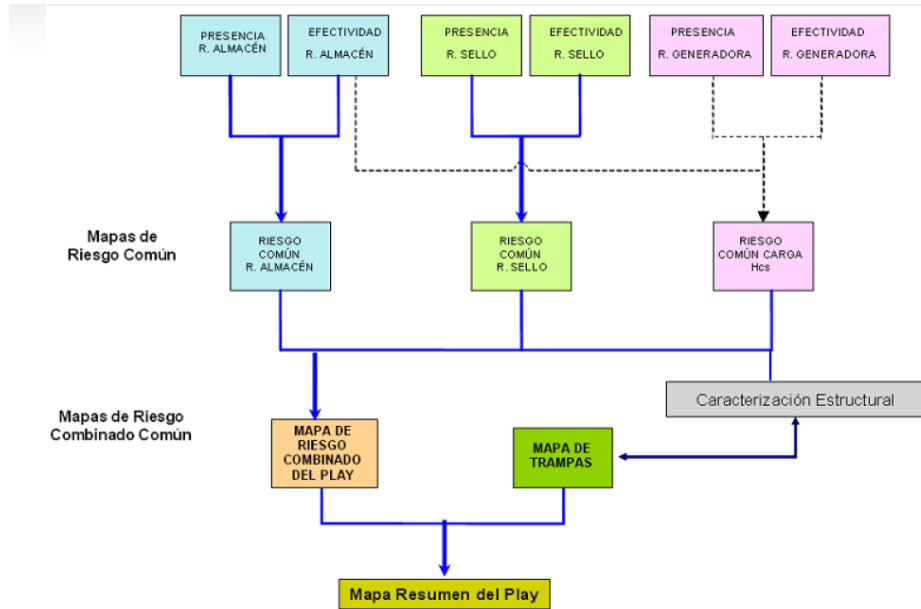 PRESENCIA
R. ALMACÉN
EFECTIVIDAD
R. ALMACÉN
PRESENCIA
R. SELLO
EFECTIVIDAD
R. SELLO
PRESENCIA
R. GENERADORA
EFECTIVIDAD
R. GENERADORA
Mapas de
Riesgo Común
RIESGO
COMÚN
R. ALMACÉN
RIESGO
COMÚN
R. SELLO
RIESGO
COMÚN CARGA
Hcs
Caracterización Estructural
Mapas de Riesgo
Combinado Común
MAPA DE
RIESGO
COMBINADO
DEL PLAY
MAPA DE
TRAMPAS
Mapa Resumen del Play